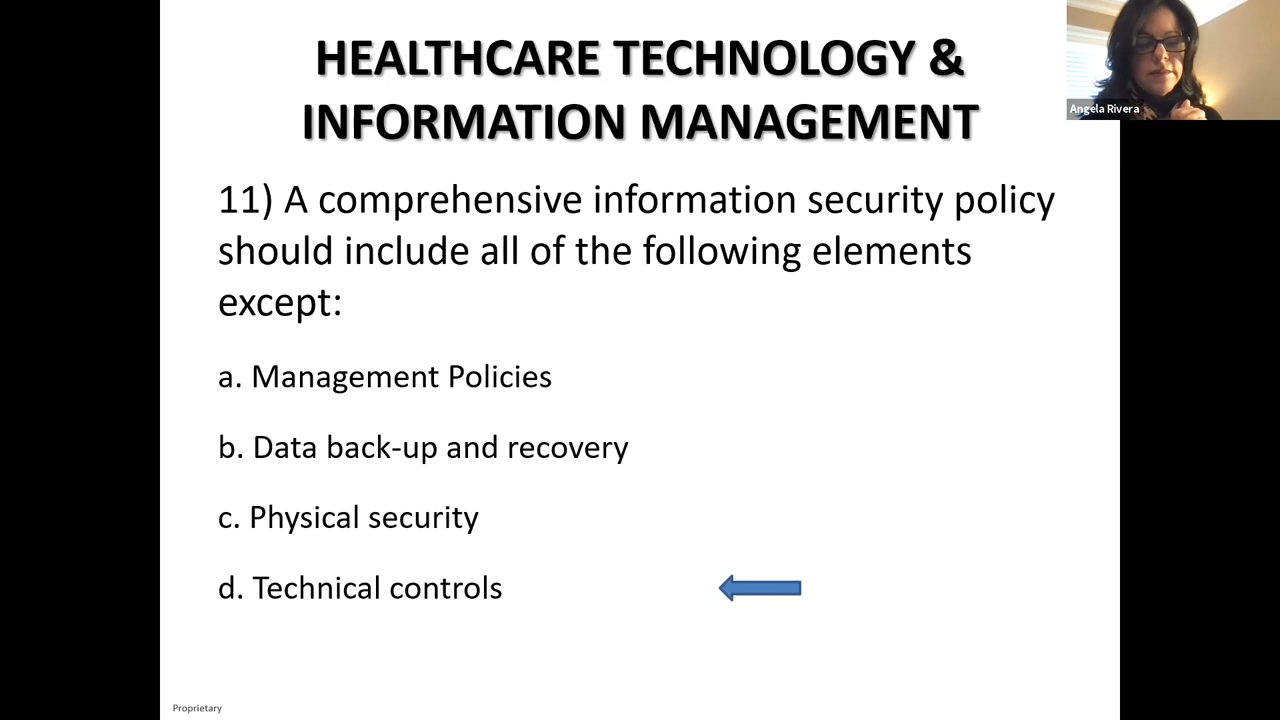 HEALTHCARE TECHNOLOGY &
INFORMATION MANAGEMENT
Angela Rivera
11) A comprehensive information security policy
should include all of the following elements
except:
a. Management Policies
b. Data back-up and recovery
c. Physical security
d. Technical controls
Proprietary